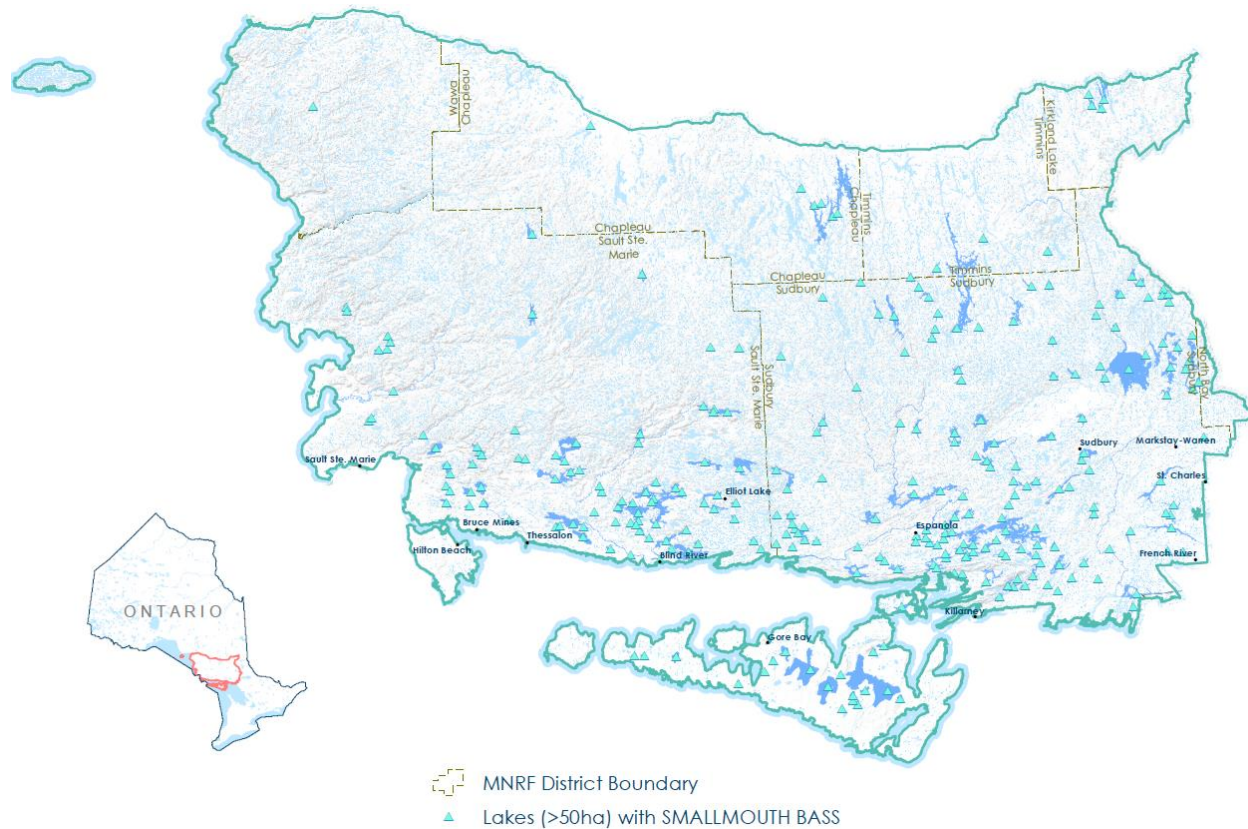 Wawa
Chapleau
Kirkland Lake
Timmins
Timmins
Chapleau
Chapleau
Sault Ste.
Marie
Chapleau
Sudbury
Timmins
Sudbury
Sudbury
Sault Ste. Marie
North Bay
Sudbury
Sault Ste. Marie
Sudbury
Markstay-Warren
St. Charles
Elliot Lake
Bruce Mines
Espanola
Hilton Beach
Thessalon
Blind River
French River
Killarney
Gore Bay
ONTARIO
MNRF District Boundary
Lakes (>50ha) with SMALLMOUTH BASS